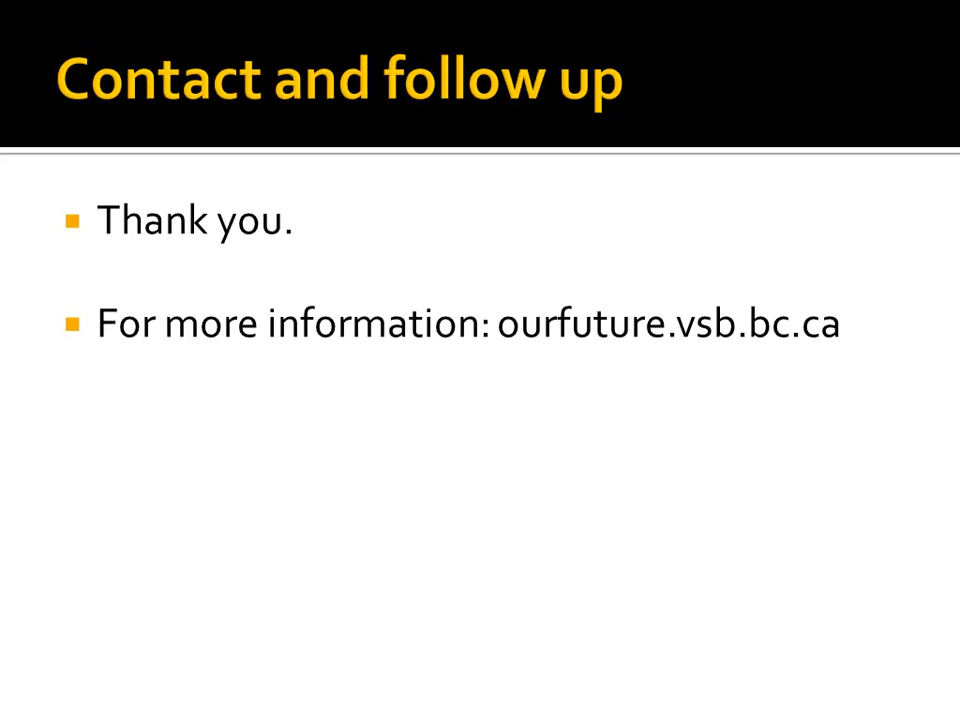 Contact and follow up
Thank you.
For more information: ourfuture.vsb.bc.ca